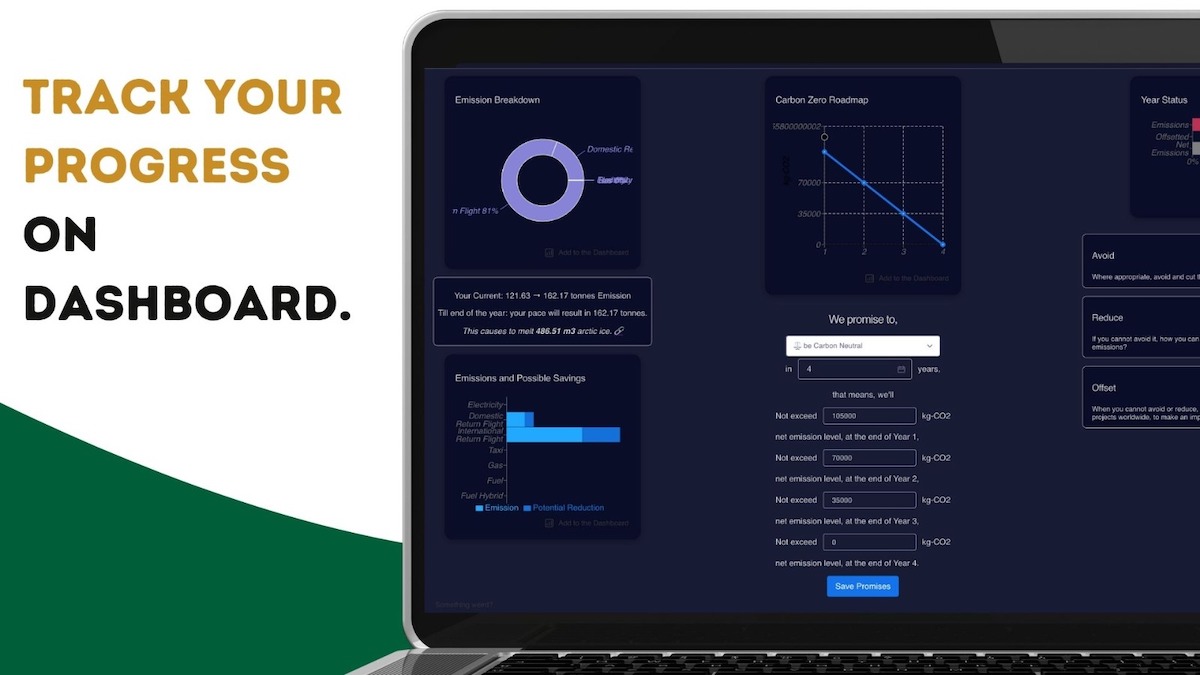 TRACK YOUR
PROGRESS
ON
DASHBOARD.
Emission Breakdown
Domestic Re
n Flight 81%
Add to the Dashboard
Your Current: 121.63 → 162.17 tonnes Emission
Till end of the year: your pace will result in 162.17 tonnes.
This causes to melt 486.51 m3 arctic ice.
Emissions and Possible Savings
Electricity
Domestic
Return Flight
International
Return Flight
Taxi
Gas
Fuel
Fuel Hybrid
Emission Potential Reduction
Add to the Dashboard
Something weird?
Carbon Zero Roadmap
55800000002
kg-CO2
70000
35000
0
1 2 3 4
Add to the Dashboard
We promise to,
be Carbon Neutral
in 4 years,
that means, we'll
Not exceed 105000 kg-CO2
net emission level, at the end of Year 1,
Not exceed 70000 kg-CO2
net emission level, at the end of Year 2,
Not exceed 35000 kg-CO2
net emission level, at the end of Year 3,
Not exceed 0 kg-CO2
net emission level, at the end of Year 4.
Save Promises
Year Status
Emissions
Offsetted
Net
Emissions
0%
Avoid
Where appropriate, avoid and cut
Reduce
If you cannot avoid it, how you can
emissions?
Offset
When you cannot avoid or reduce,
projects worldwide, to make an imp